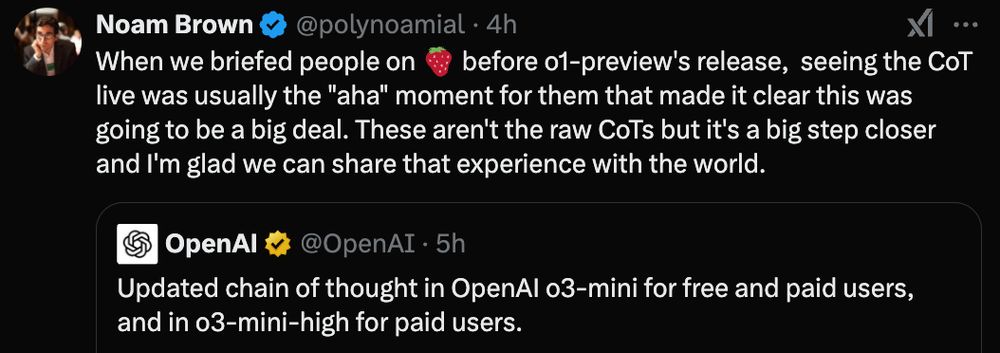 Noam Brown @polynoamial · 4h
When we briefed people on 🍓 before o1-preview's release, seeing the CoT
live was usually the "aha" moment for them that made it clear this was
going to be a big deal. These aren't the raw CoTs but it's a big step closer
and I'm glad we can share that experience with the world.
OpenAI @OpenAI · 5h
Updated chain of thought in OpenAI o3-mini for free and paid users,
and in o3-mini-high for paid users.